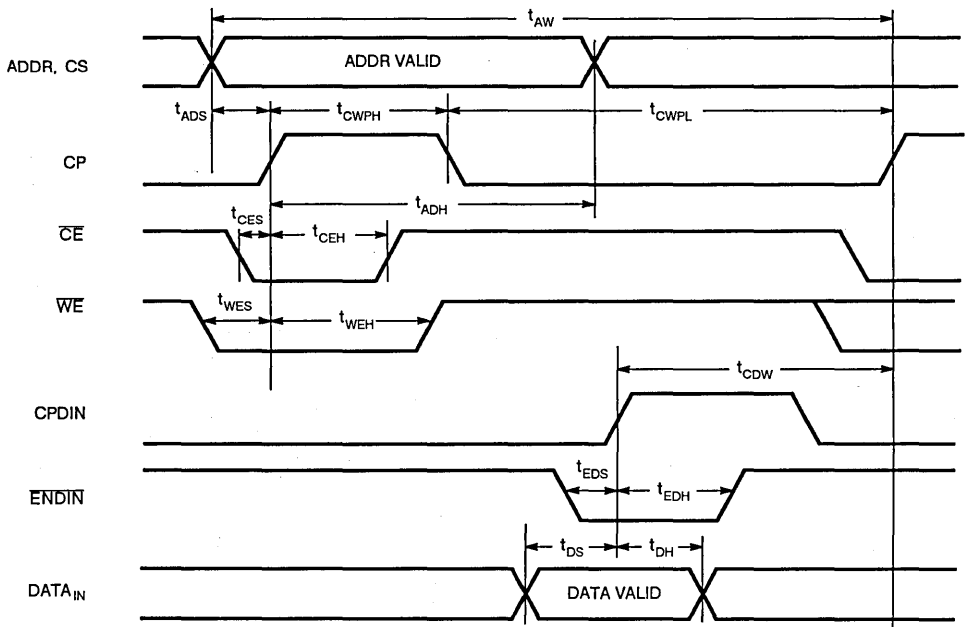 tAW
ADDR, CS
ADDR VALID
tADS
tCWPH
tCWPL
CP
tADH
CE
tCES
tCEH
WE
tWES
tWEH
tCDW
CPDIN
ENDIN
tEDS
tEDH
tDS
tDH
DATAIN
DATA VALID